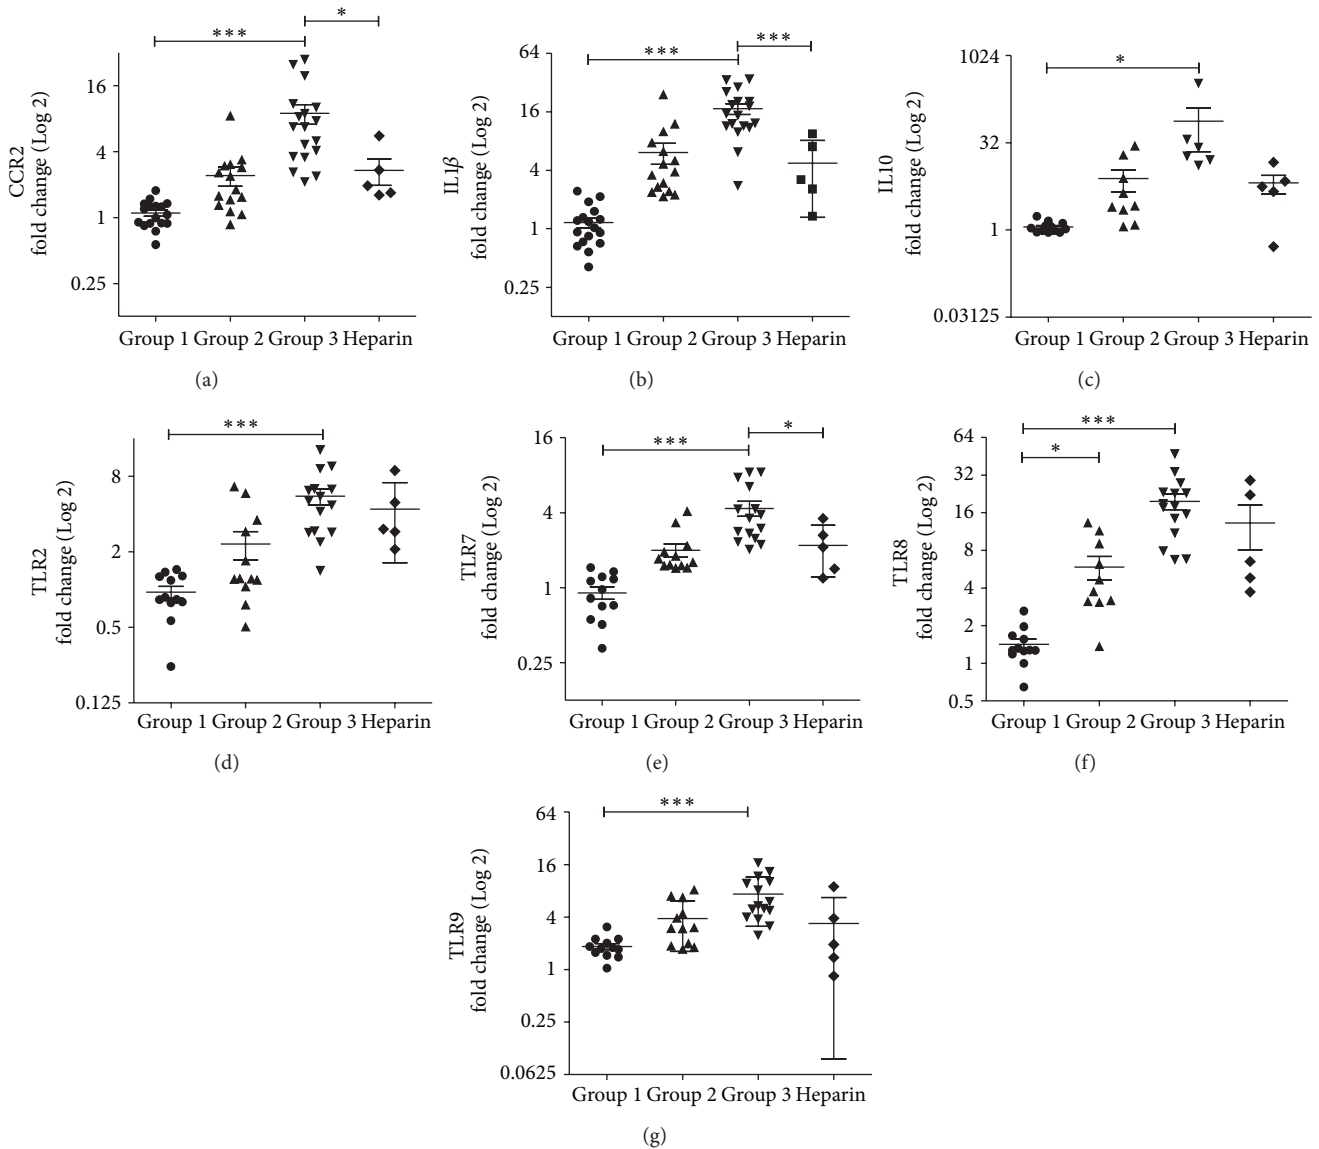 ***
*
CCR2
fold change (Log 2)
16
4
1
0.25
Group 1 Group 2 Group 3 Heparin
(a)
***
***
IL1β
fold change (Log 2)
64
16
4
1
0.25
Group 1 Group 2 Group 3 Heparin
(b)
*
IL10
fold change (Log 2)
1024
32
1
0.03125
Group 1 Group 2 Group 3 Heparin
(c)
***
TLR2
fold change (Log 2)
8
2
0.5
0.125
Group 1 Group 2 Group 3 Heparin
(d)
***
*
TLR7
fold change (Log 2)
16
4
1
0.25
Group 1 Group 2 Group 3 Heparin
(e)
***
*
TLR8
fold change (Log 2)
64
32
16
8
4
2
1
0.5
Group 1 Group 2 Group 3 Heparin
(f)
***
TLR9
fold change (Log 2)
64
16
4
1
0.25
0.0625
Group 1 Group 2 Group 3 Heparin
(g)